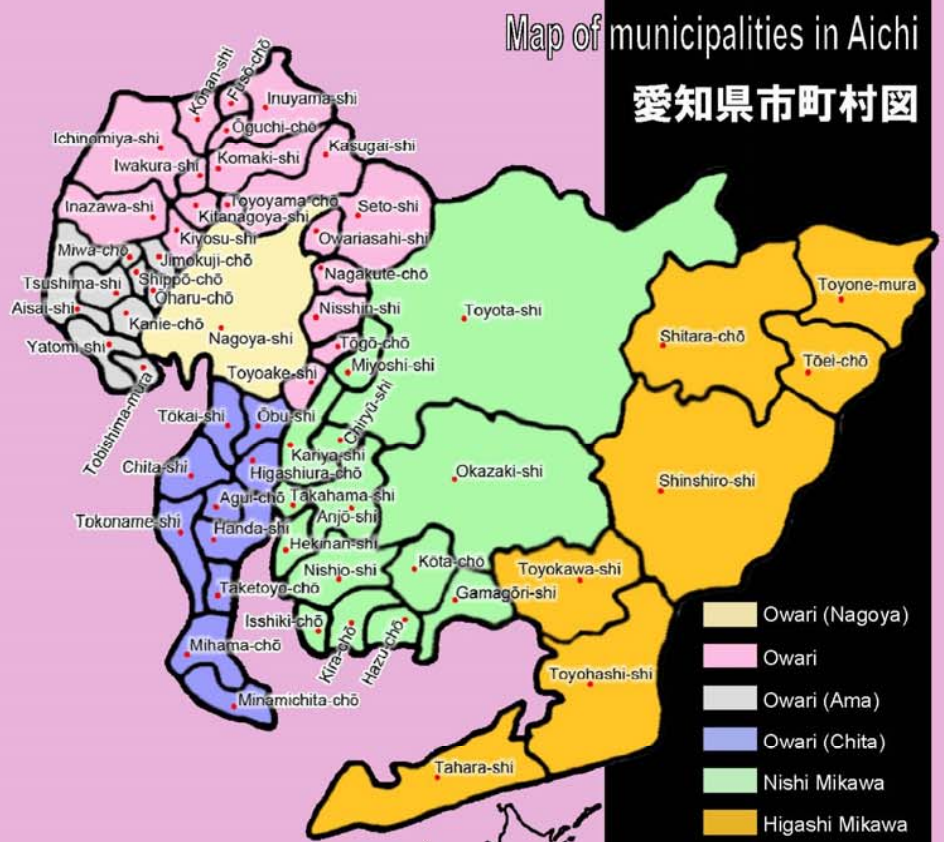 Map of municipalities in Aichi
愛知県市町村図
Kōnan-shi
Fusō-chō
Inuyama-shi
Ōguchi-chō
Ichinomiya-shi
Kasugai-shi
Iwakura-shi
Komaki-shi
Inazawa-shi
Toyoyama-chō
Kitanagoya-shi
Seto-shi
Kiyosu-shi
Owariasahi-shi
Miwa-chō
Jimokuji-chō
Nagakute-chō
Tsushima-shi
Shippō-chō
Ōharu-chō
Aisai-shi
Kanie-chō
Nisshin-shi
Yatomi-shi
Nagoya-shi
Tōgō-chō
Tobishima-mura
Toyoake-shi
Miyoshi-shi
Toyota-shi
Toyone-mura
Shitara-chō
Tōei-chō
Tōkai-shi
Ōbu-shi
Chiryū-shi
Kariya-shi
Chita-shi
Higashiura-chō
Okazaki-shi
Shinshiro-shi
Agui-chō
Takahama-shi
Anjō-shi
Tokoname-shi
Handa-shi
Hekinan-shi
Nishio-shi
Kōta-chō
Toyokawa-shi
Taketoyo-chō
Gamagōri-shi
Isshiki-chō
Kira-chō
Hazu-chō
Mihama-chō
Toyohashi-shi
Minamichita-chō
Tahara-shi
Owari (Nagoya)
Owari
Owari (Ama)
Owari (Chita)
Nishi Mikawa
Higashi Mikawa